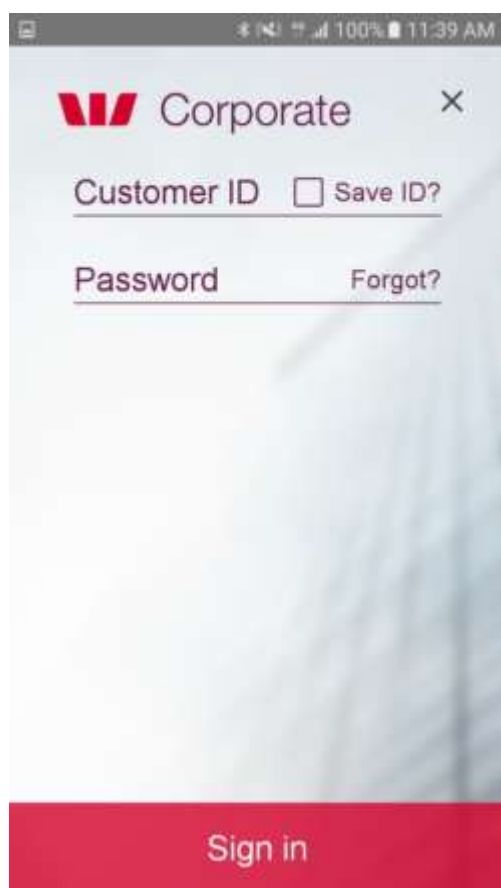 100% 11:39 AM
Corporate
Customer ID Save ID?
Password Forgot?
Sign in